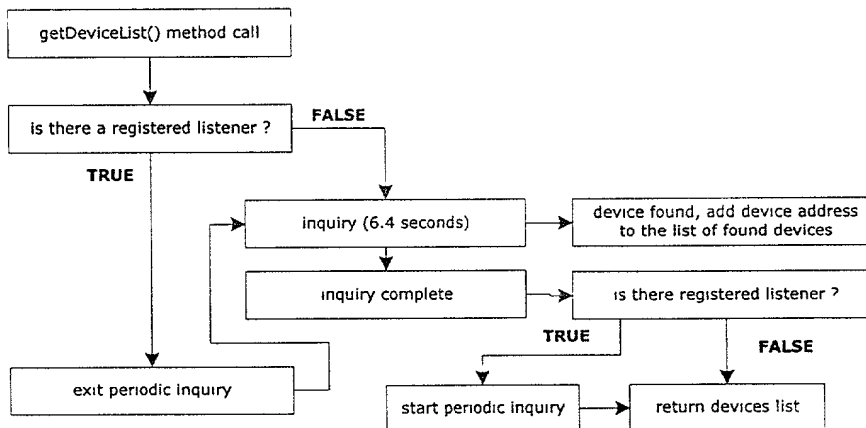 getDeviceList() method call
is there a registered listener ?
FALSE
TRUE
inquiry (6.4 seconds)
device found, add device address
to the list of found devices
inquiry complete
is there registered listener ?
TRUE
FALSE
exit periodic inquiry
start periodic inquiry
return devices list